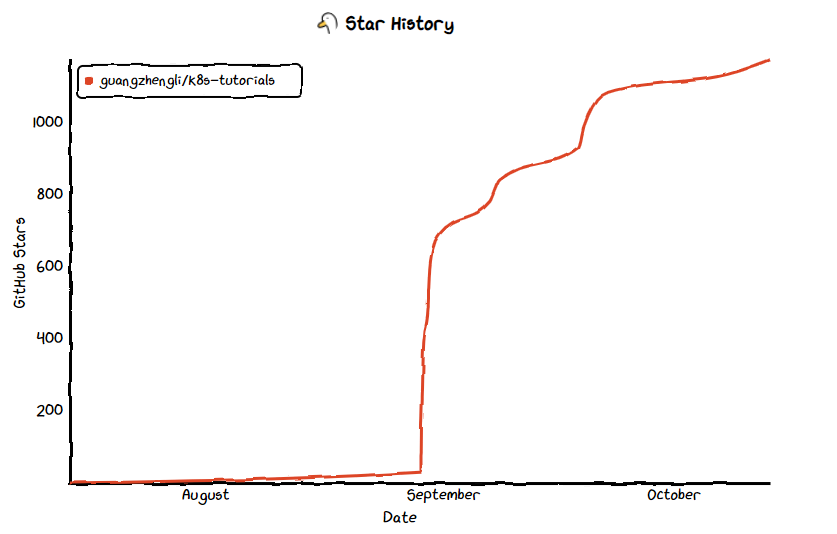 Star History
guangzhengli/k8s-tutorials
1000
800
600
400
200
GitHub Stars
August
September
October
Date